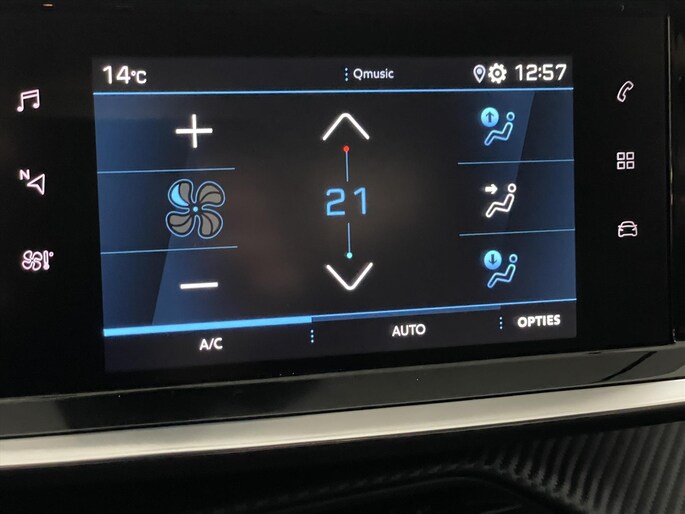 14°C
Qmusic
12:57
N
21
A/C
AUTO
OPTIES